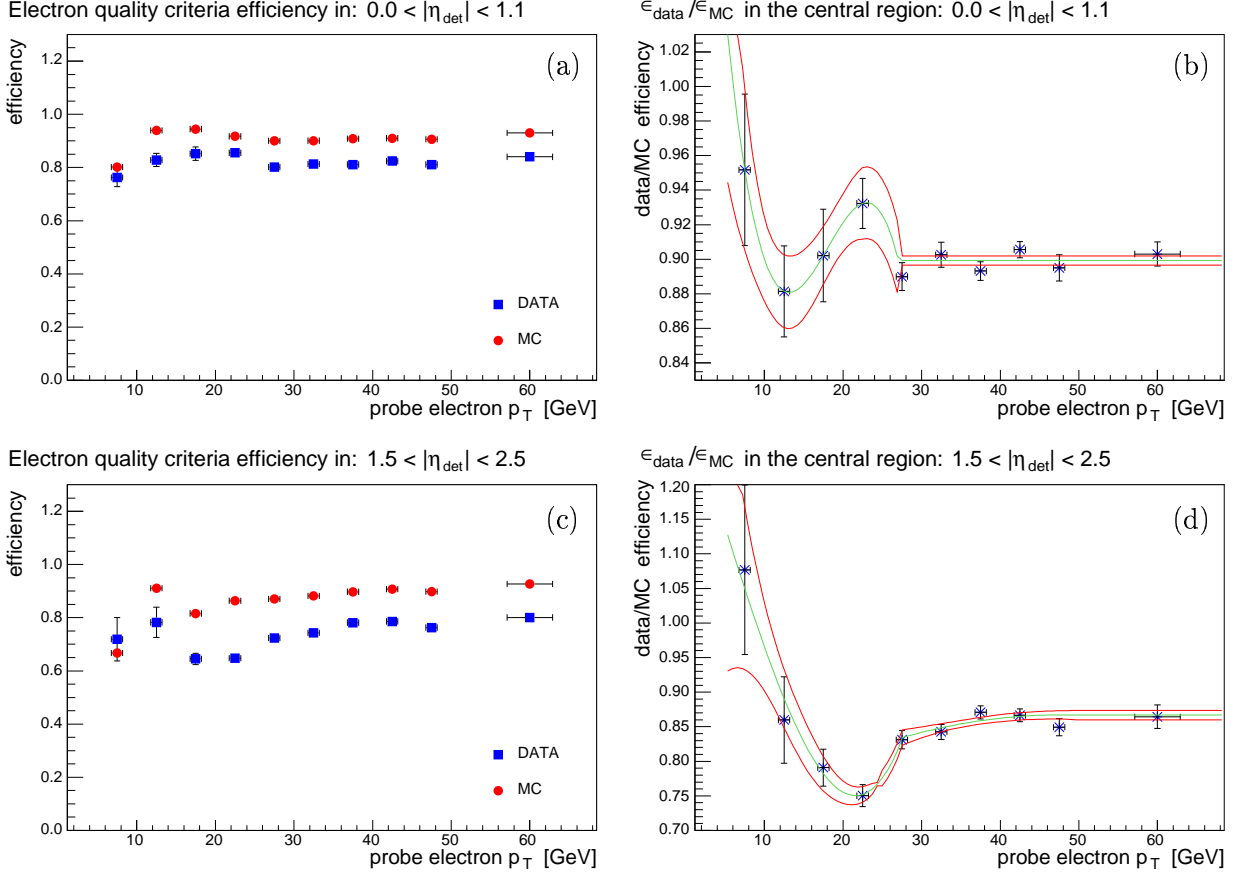 Electron quality criteria efficiency in: 0.0 < |η_det| < 1.1
efficiency
1.2
1.0
0.8
0.6
0.4
0.2
0.0
(a)
DATA
MC
10 20 30 40 50 60
probe electron p_T [GeV]
ϵ_data/ϵ_MC in the central region: 0.0 < |η_det| < 1.1
data/MC efficiency
1.02
1.00
0.98
0.96
0.94
0.92
0.90
0.88
0.86
0.84
(b)
10 20 30 40 50 60
probe electron p_T [GeV]
Electron quality criteria efficiency in: 1.5 < |η_det| < 2.5
efficiency
1.2
1.0
0.8
0.6
0.4
0.2
0.0
(c)
DATA
MC
10 20 30 40 50 60
probe electron p_T [GeV]
ϵ_data/ϵ_MC in the central region: 1.5 < |η_det| < 2.5
data/MC efficiency
1.20
1.15
1.10
1.05
1.00
0.95
0.90
0.85
0.80
0.75
0.70
(d)
10 20 30 40 50 60
probe electron p_T [GeV]